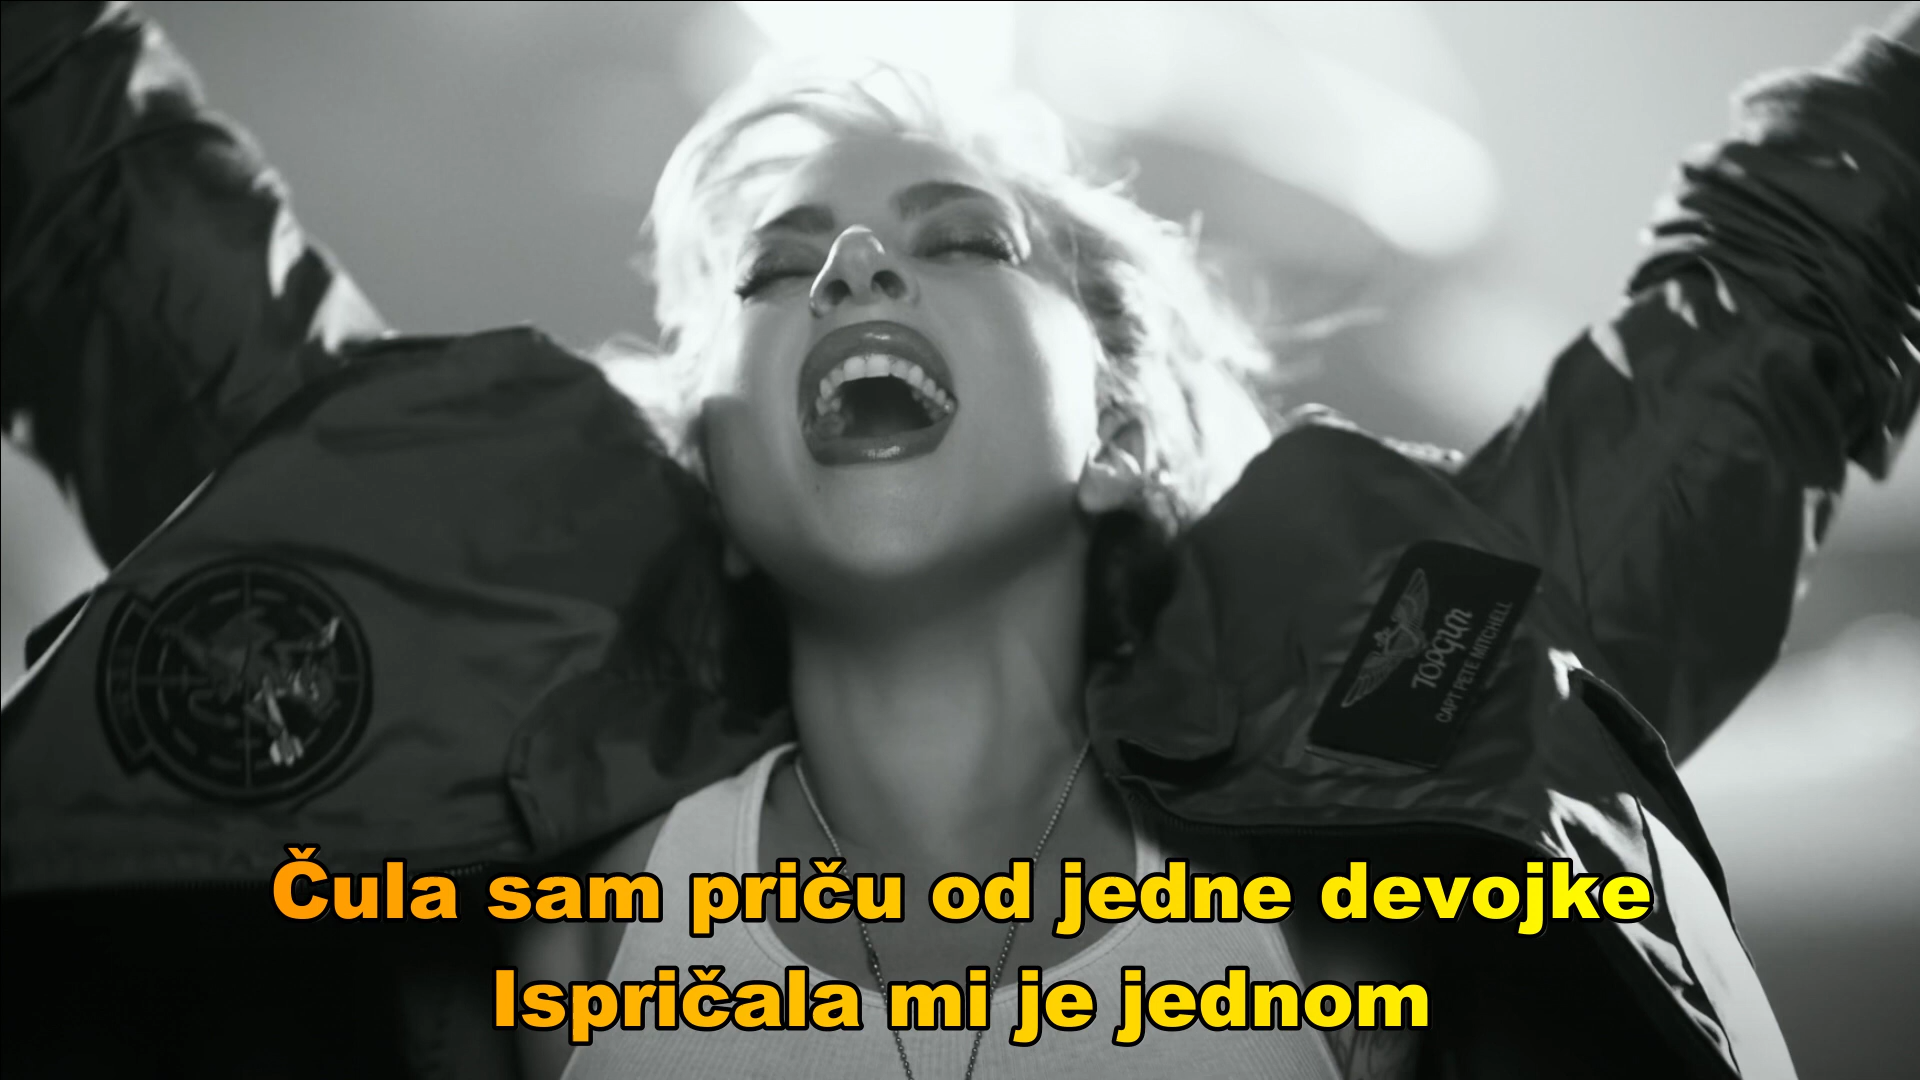 TOPGUN
CAPT PETE MITCHELL
Čula sam priču od jedne devojke
Ispričala mi je jednom